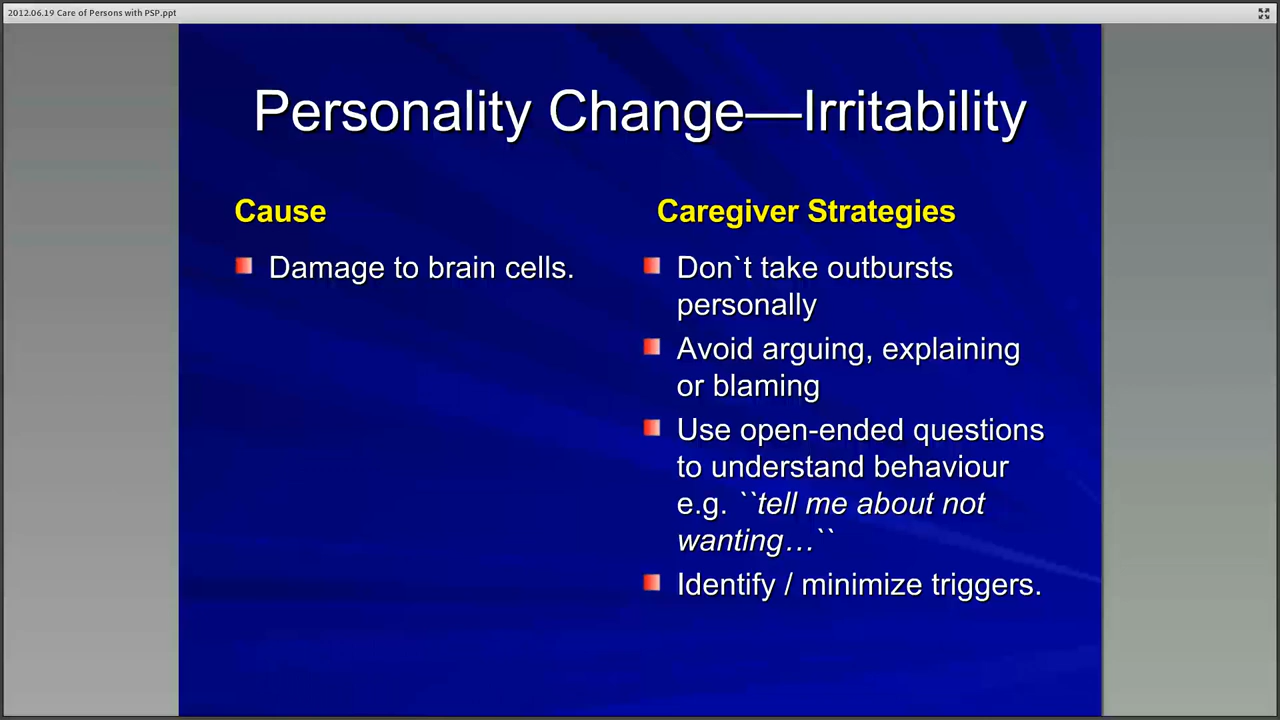 2012.06.19 Care of Persons with PSP.ppt
Personality Change—Irritability
Cause
Damage to brain cells.
Caregiver Strategies
Don`t take outbursts
personally
Avoid arguing, explaining
or blaming
Use open-ended questions
to understand behaviour
e.g. ``tell me about not
wanting…``
Identify / minimize triggers.